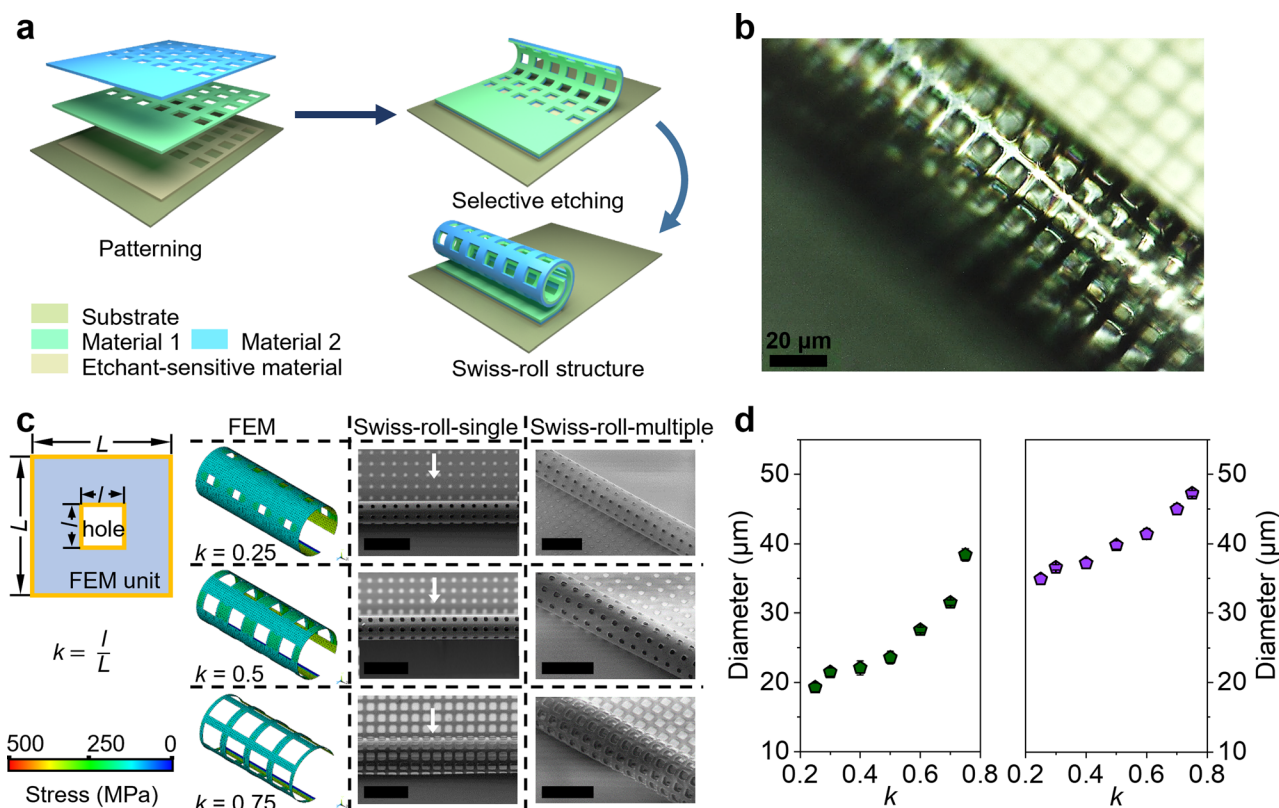 a
Patterning
Selective etching
Swiss-roll structure
Substrate
Material 1 Material 2
Etchant-sensitive material
b
20 μm
c
L
L
l
l
hole
FEM unit
k = l/L
500 250 0
Stress (MPa)
FEM Swiss-roll-single Swiss-roll-multiple
k = 0.25
k = 0.5
k = 0.75
d
Diameter (μm)
50
40
30
20
10
0.2 0.4 0.6 0.8
k
50
40
30
20
10
0.2 0.4 0.6 0.8
k
Diameter (μm)